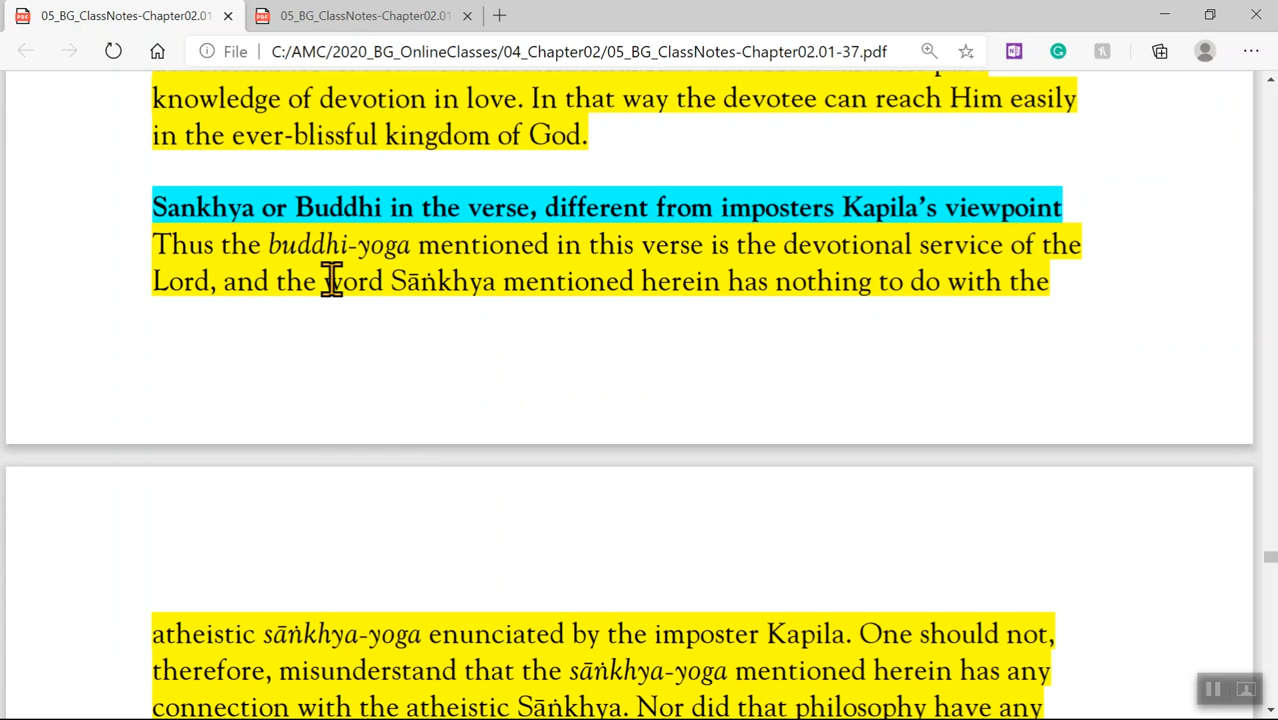 05_BG_ClassNotes-Chapter02.01
05_BG_ClassNotes-Chapter02.01
File
C:/AMC/2020_BG_OnlineClasses/04_Chapter02/05_BG_ClassNotes-Chapter02.01-37.pdf
knowledge of devotion in love. In that way the devotee can reach Him easily
in the ever-blissful kingdom of God.
Sankhya or Buddhi in the verse, different from imposters Kapila's viewpoint
Thus the buddhi-yoga mentioned in this verse is the devotional service of the
Lord, and the word Sāṅkhya mentioned herein has nothing to do with the
atheistic sāṅkhya-yoga enunciated by the imposter Kapila. One should not,
therefore, misunderstand that the sāṅkhya-yoga mentioned herein has any
connection with the atheistic Sāṅkhya. Nor did that philosophy have any